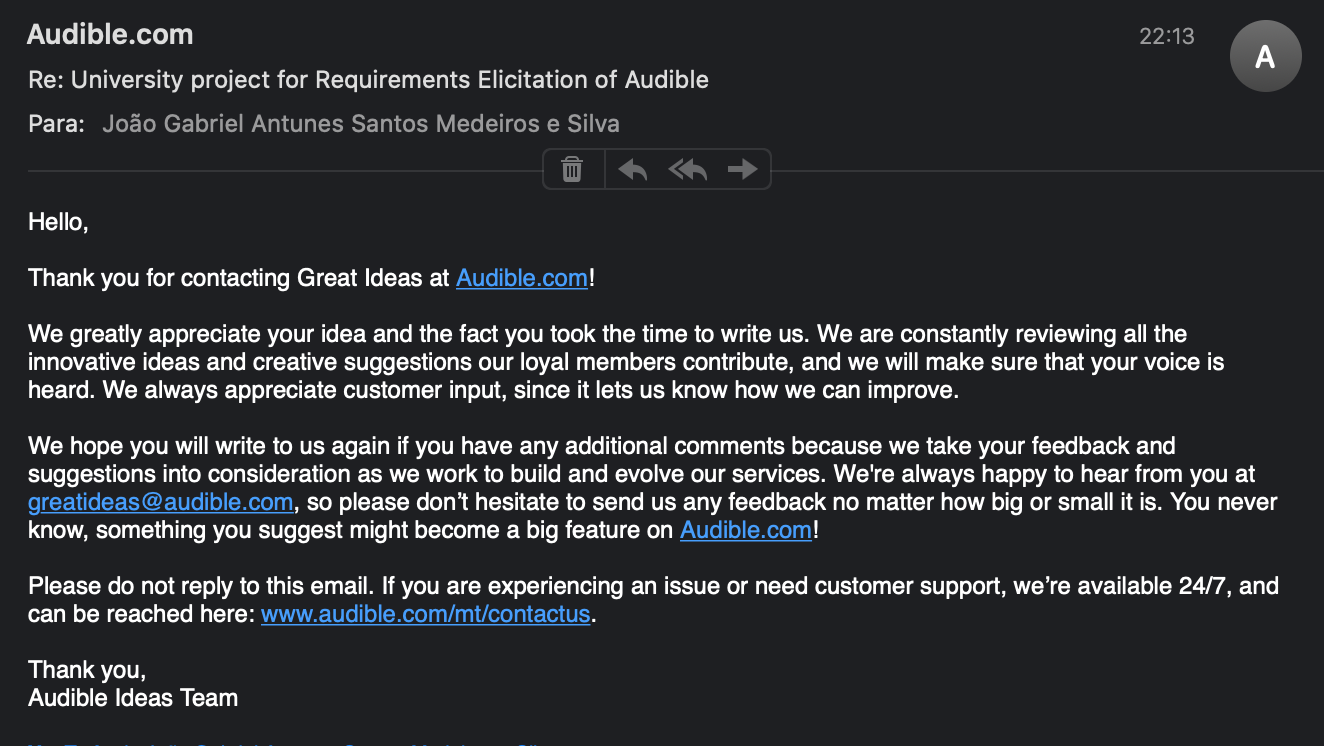 Audible.com
22:13
A
Re: University project for Requirements Elicitation of Audible
Para: João Gabriel Antunes Santos Medeiros e Silva
Hello,
Thank you for contacting Great Ideas at Audible.com!
We greatly appreciate your idea and the fact you took the time to write us. We are constantly reviewing all the
innovative ideas and creative suggestions our loyal members contribute, and we will make sure that your voice is
heard. We always appreciate customer input, since it lets us know how we can improve.
We hope you will write to us again if you have any additional comments because we take your feedback and
suggestions into consideration as we work to build and evolve our services. We're always happy to hear from you at
greatideas@audible.com, so please don’t hesitate to send us any feedback no matter how big or small it is. You never
know, something you suggest might become a big feature on Audible.com!
Please do not reply to this email. If you are experiencing an issue or need customer support, we’re available 24/7, and
can be reached here: www.audible.com/mt/contactus.
Thank you,
Audible Ideas Team